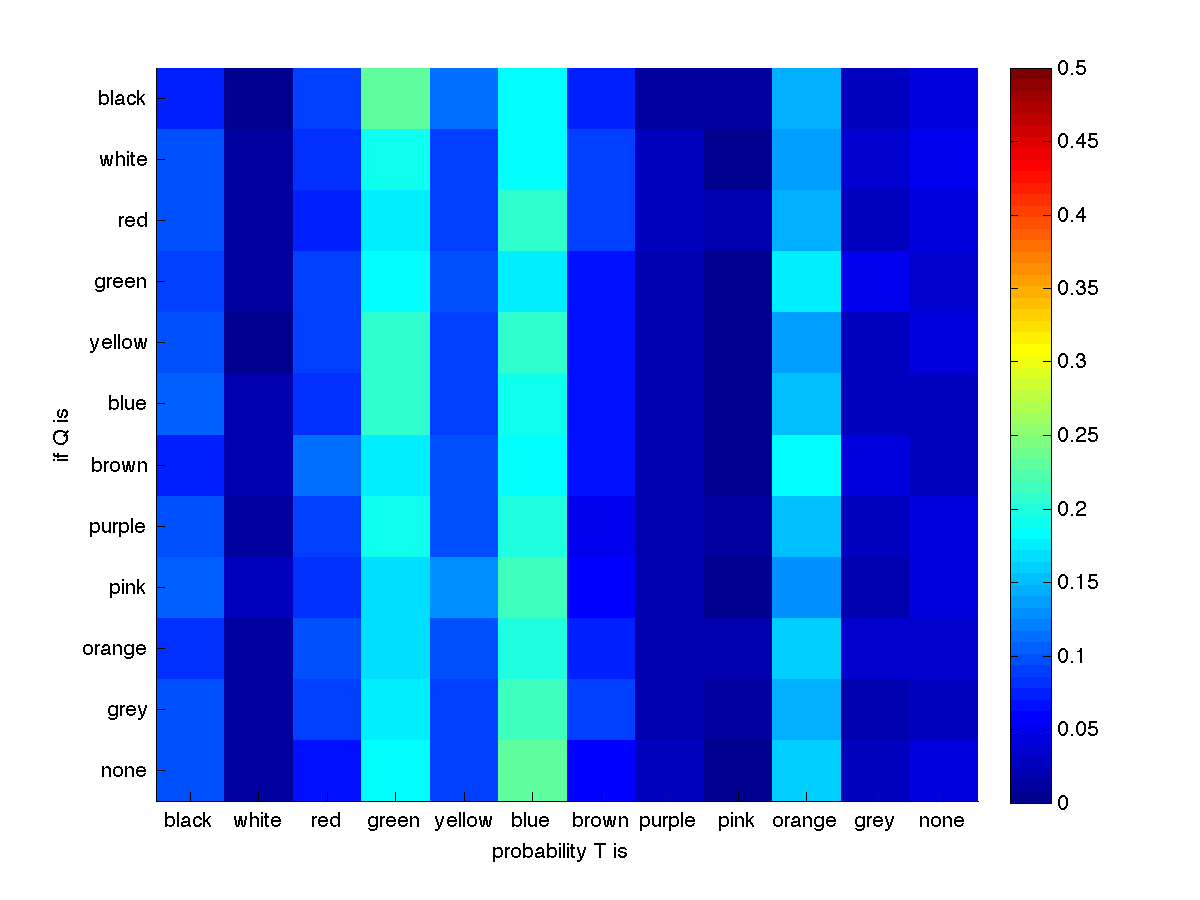 black
white
red
green
yellow
blue
brown
purple
pink
orange
grey
none
if Q is
black white red green yellow blue brown purple pink orange grey none
probability T is
0.5
0.45
0.4
0.35
0.3
0.25
0.2
0.15
0.1
0.05
0